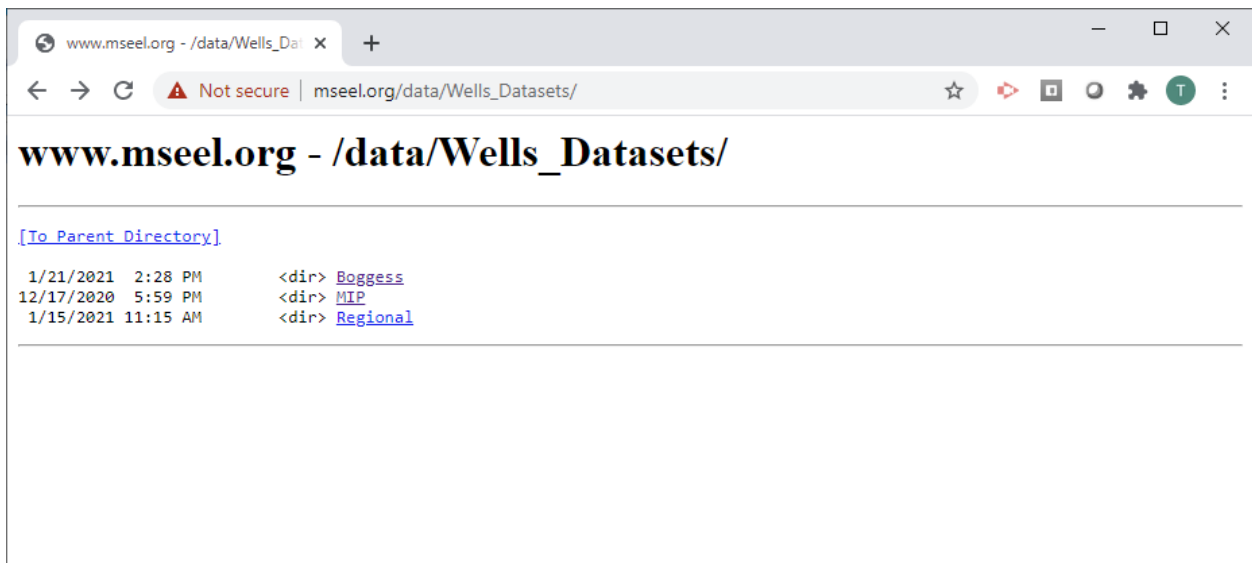 www.mseel.org - /data/Wells_Dat
Not secure | mseel.org/data/Wells_Datasets/
T
www.mseel.org - /data/Wells_Datasets/
[To Parent Directory]
1/21/2021 2:28 PM <dir> Boggess
12/17/2020 5:59 PM <dir> MIP
1/15/2021 11:15 AM <dir> Regional